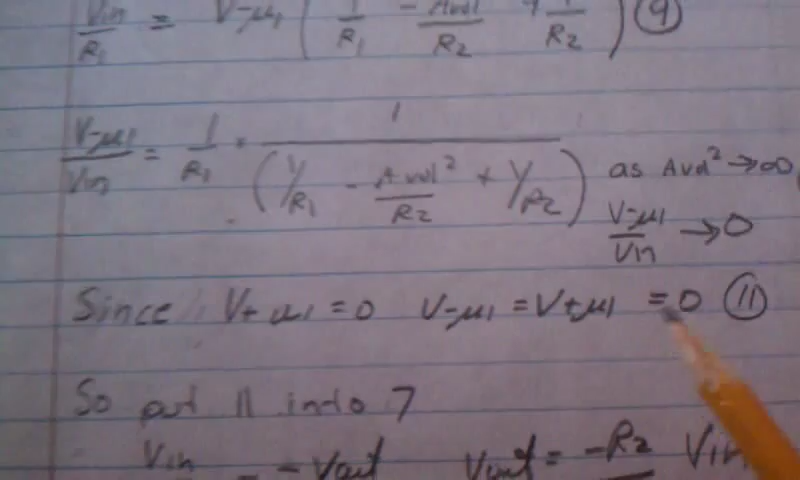 Vin/R1 = V-μ1 ( 1/R1 - Avol²/R2 + 1/R2 ) (9)
V-μ1/Vin = 1/R1 · 1/( 1/R1 - Avol²/R2 + 1/R2 ) as Avol² → ∞,
V-μ1/Vin → 0
Since V+μ1 = 0 V-μ1 = V+μ1 = 0 (11)
So put 11 into 7
Vin = -Vout Vout = -R2 Vin